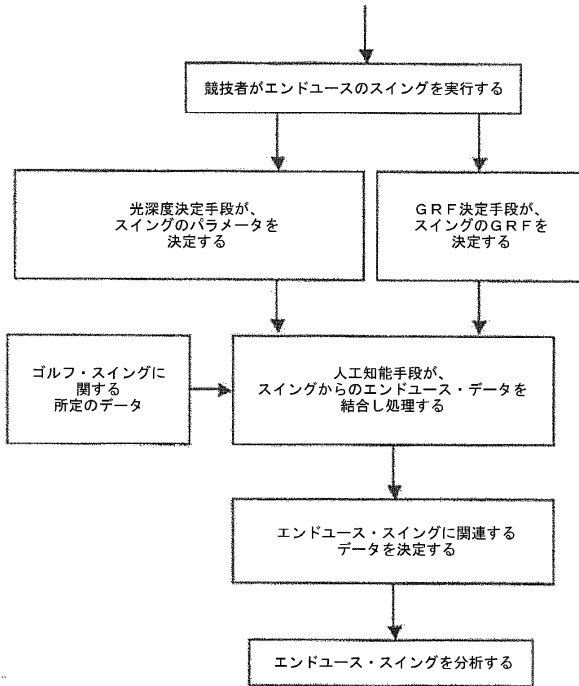 競技者がエンドユースのスイングを実行する
光深度決定手段が、
スイングのパラメータを
決定する
ＧＲＦ決定手段が、
スイングのＧＲＦを
決定する
ゴルフ・スイングに
関する
所定のデータ
人工知能手段が、
スイングからのエンドユース・データを
結合し処理する
エンドユース・スイングに関連する
データを決定する
エンドユース・スイングを分析する